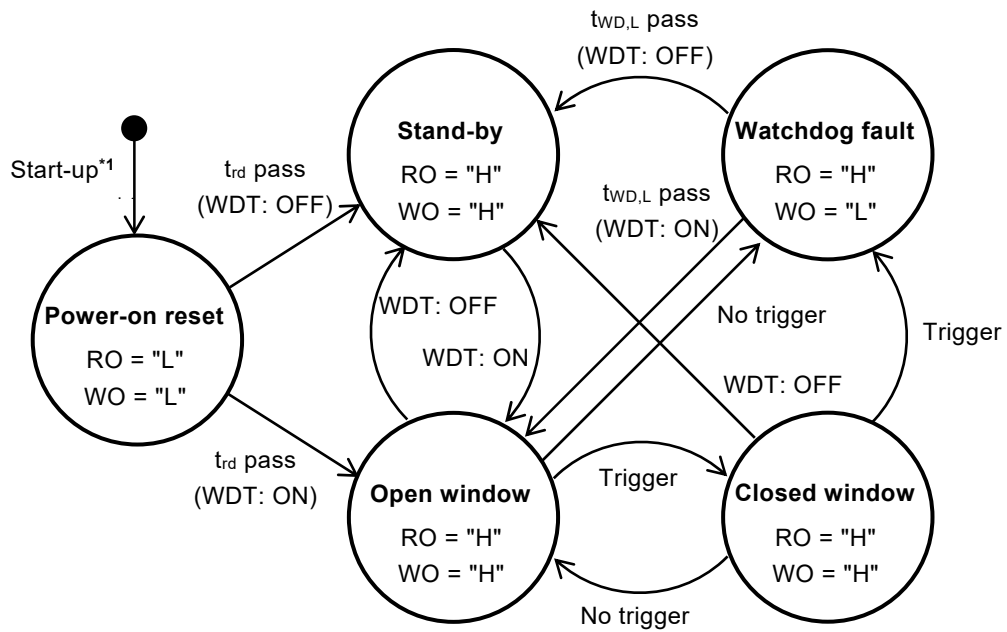 tWD,L pass
(WDT: OFF)
Stand-by
RO = "H"
WO = "H"
Watchdog fault
RO = "H"
WO = "L"
Start-up*1
trd pass
(WDT: OFF)
tWD,L pass
(WDT: ON)
Power-on reset
RO = "L"
WO = "L"
WDT: OFF
WDT: ON
No trigger
Trigger
WDT: OFF
trd pass
(WDT: ON)
Open window
RO = "H"
WO = "H"
Trigger
Closed window
RO = "H"
WO = "H"
No trigger